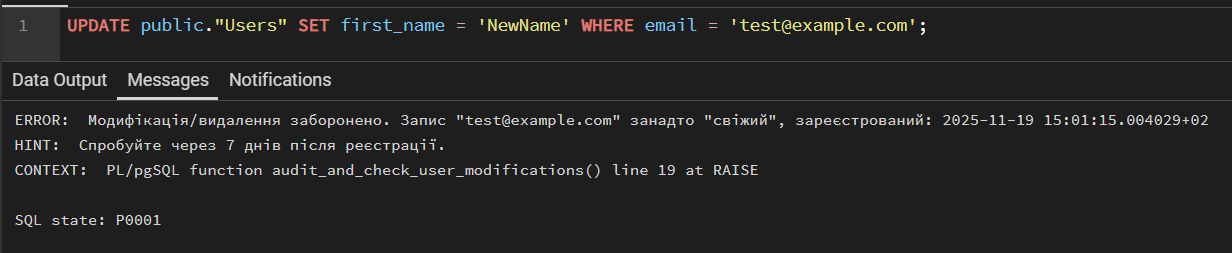 1 UPDATE public."Users" SET first_name = 'NewName' WHERE email = 'test@example.com';
Data Output Messages Notifications
ERROR:  Модифікація/видалення заборонено. Запис "test@example.com" занадто "свіжий", зареєстрований: 2025-11-19 15:01:15.004029+02
HINT:  Спробуйте через 7 днів після реєстрації.
CONTEXT:  PL/pgSQL function audit_and_check_user_modifications() line 19 at RAISE
SQL state: P0001